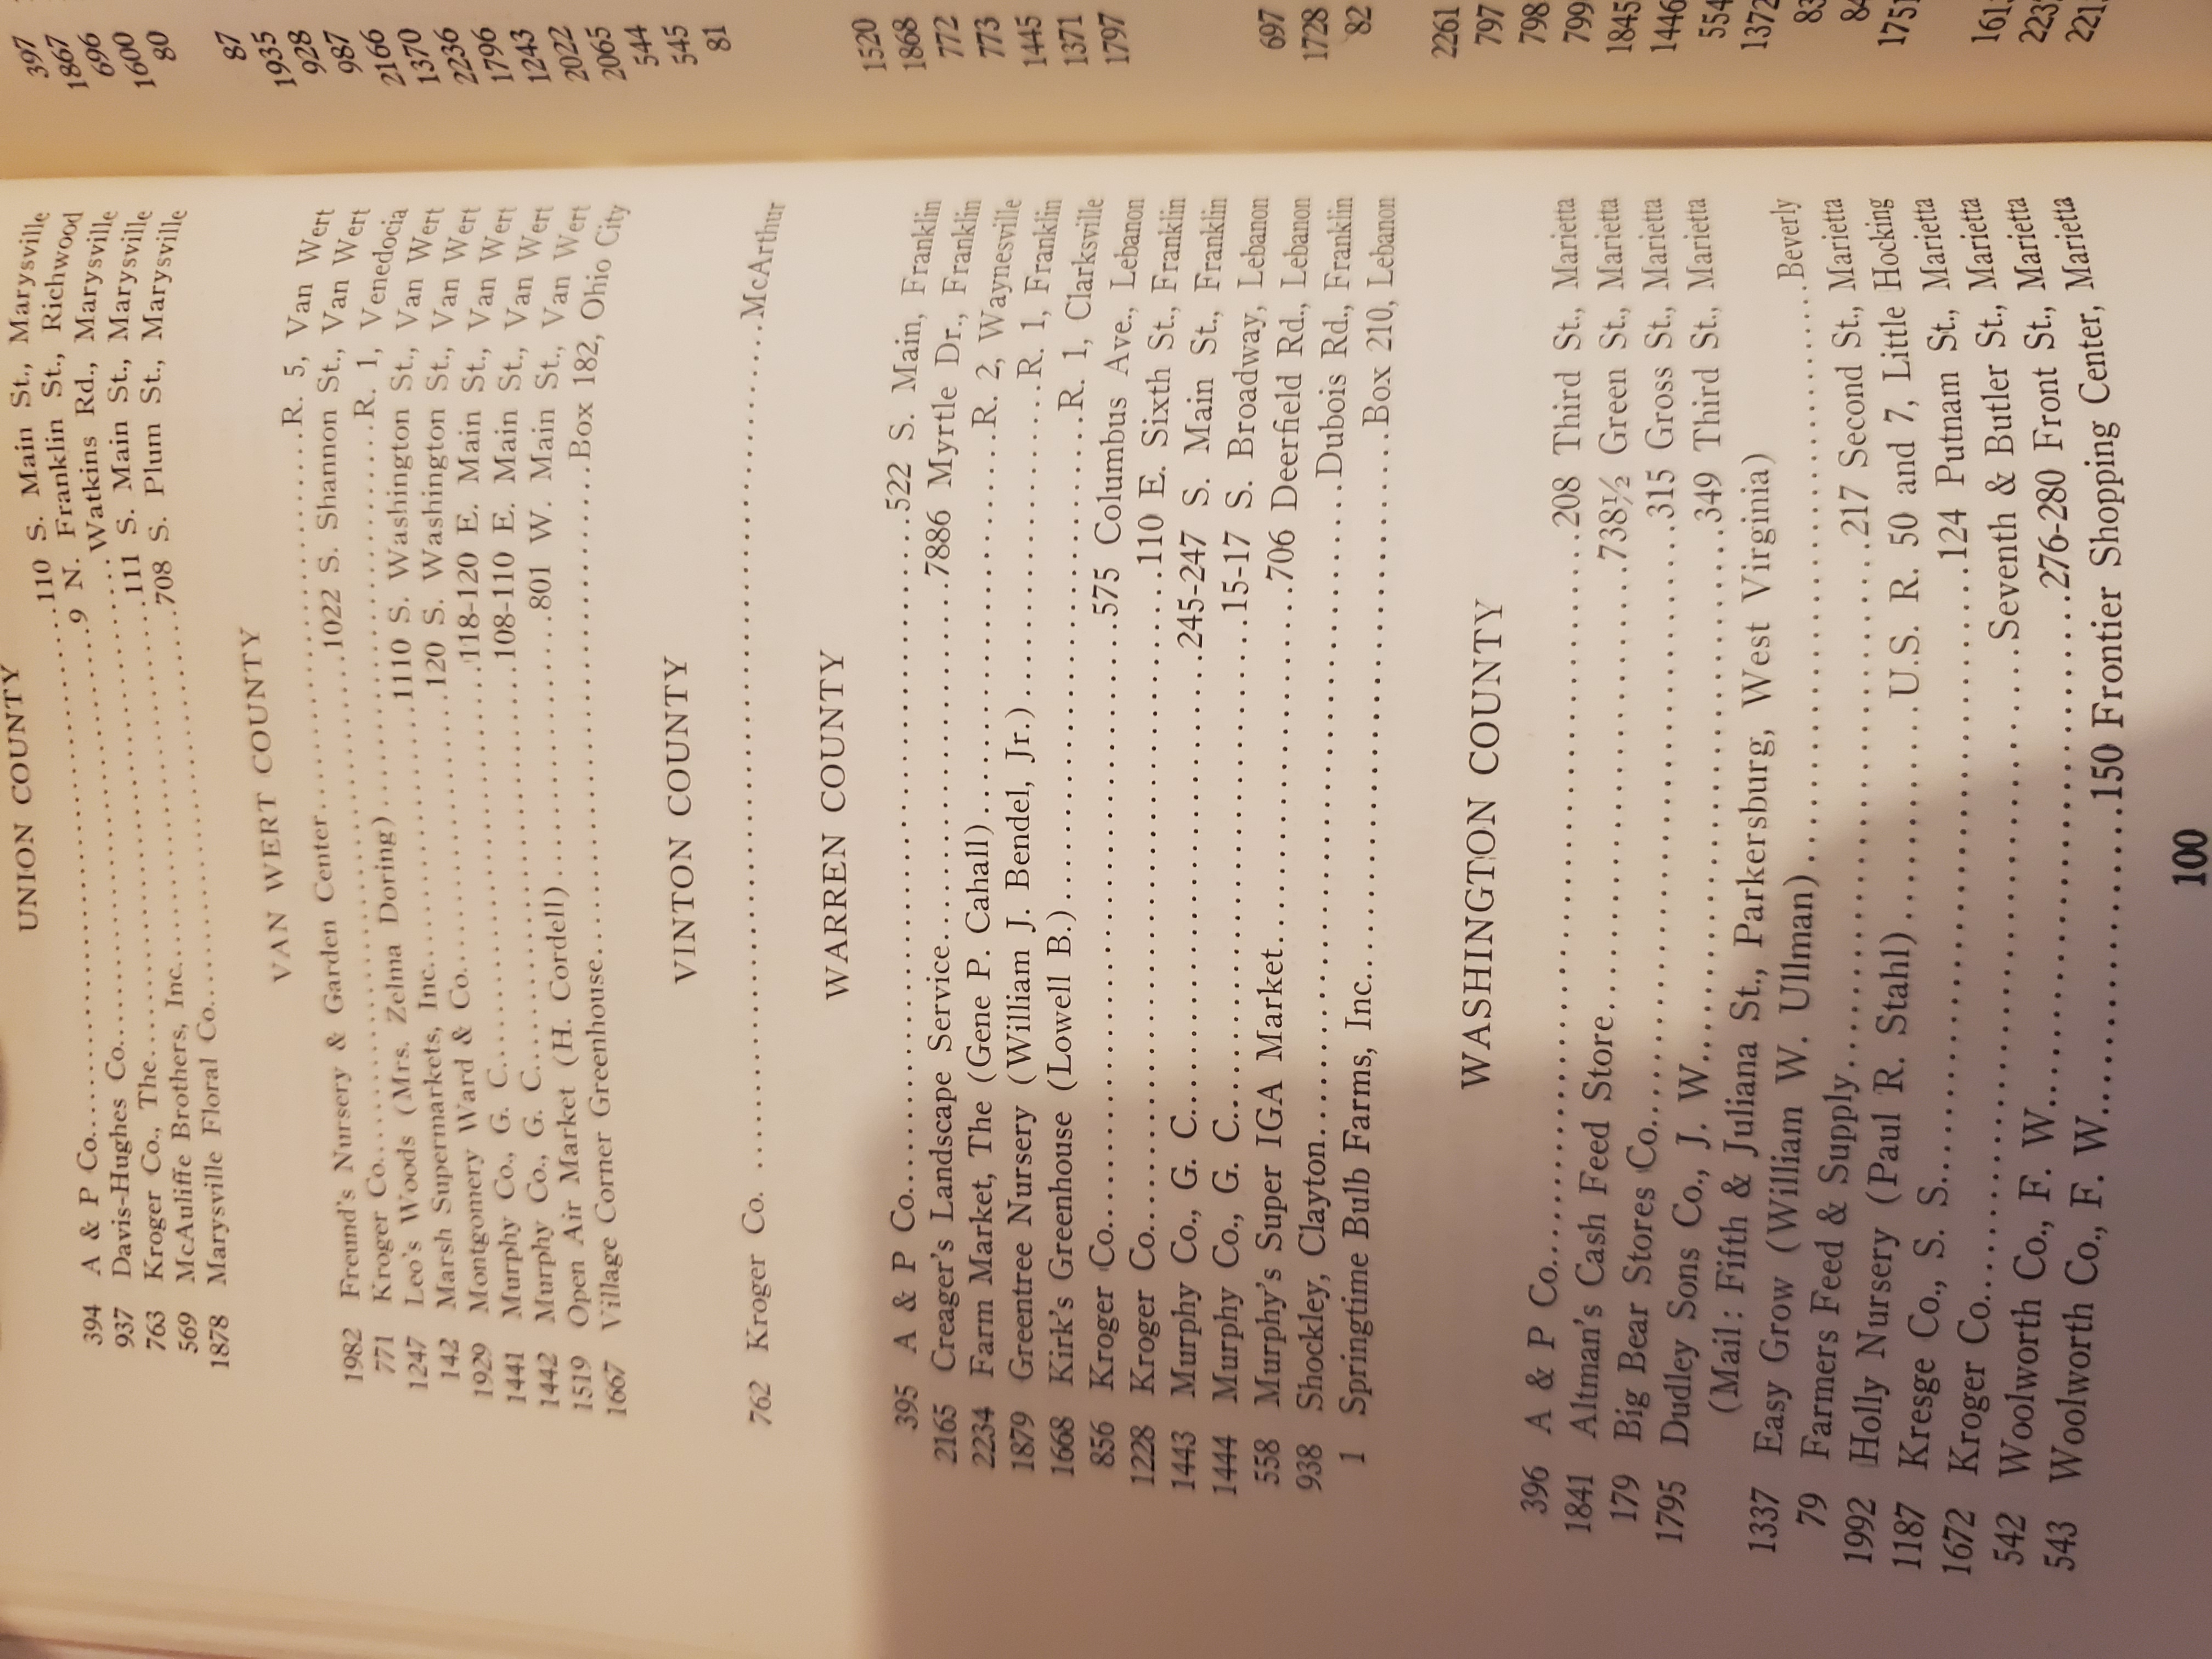 UNION COUNTY
394 A & P Co. .......... 110 S. Main St., Marysville
937 Davis-Hughes Co. .......... 9 N. Franklin St., Richwood
763 Kroger Co., The .......... Watkins Rd., Marysville
569 McAuliffe Brothers, Inc. .......... 111 S. Main St., Marysville
1878 Marysville Floral Co. .......... 708 S. Plum St., Marysville
VAN WERT COUNTY
1982 Freund's Nursery & Garden Center .......... R. 5, Van Wert
771 Kroger Co. .......... 1022 S. Shannon St., Van Wert
1247 Leo's Woods (Mrs. Zelma Doring) .......... R. 1, Venedocia
142 Marsh Supermarkets, Inc. .......... 1110 S. Washington St., Van Wert
1929 Montgomery Ward & Co. .......... 120 S. Washington St., Van Wert
1441 Murphy Co., G. C. .......... 118-120 E. Main St., Van Wert
1442 Murphy Co., G. C. .......... 108-110 E. Main St., Van Wert
1519 Open Air Market (H. Cordell) .......... 801 W. Main St., Van Wert
1667 Village Corner Greenhouse .......... Box 182, Ohio City
VINTON COUNTY
762 Kroger Co. .......... McArthur
WARREN COUNTY
395 A & P Co. .......... 522 S. Main, Franklin
2165 Creager's Landscape Service .......... 7886 Myrtle Dr., Franklin
2234 Farm Market, The (Gene P. Cahall) .......... R. 2, Waynesville
1879 Greentree Nursery (William J. Bendel, Jr.) .......... R. 1, Franklin
1668 Kirk's Greenhouse (Lowell B.) .......... R. 1, Clarksville
856 Kroger Co. .......... 575 Columbus Ave., Lebanon
1228 Kroger Co. .......... 110 E. Sixth St., Franklin
1443 Murphy Co., G. C. .......... 245-247 S. Main St., Franklin
1444 Murphy Co., G. C. .......... 15-17 S. Broadway, Lebanon
558 Murphy's Super IGA Market .......... 706 Deerfield Rd., Lebanon
938 Shockley, Clayton .......... Dubois Rd., Franklin
1 Springtime Bulb Farms, Inc. .......... Box 210, Lebanon
WASHINGTON COUNTY
396 A & P Co. .......... 208 Third St., Marietta
1841 Altman's Cash Feed Store .......... 738½ Green St., Marietta
179 Big Bear Stores Co. .......... 315 Gross St., Marietta
1795 Dudley Sons Co., J. W. .......... 349 Third St., Marietta
(Mail: Fifth & Juliana St., Parkersburg, West Virginia)
1337 Easy Grow (William W. Ullman) .......... Beverly
79 Farmers Feed & Supply .......... 217 Second St., Marietta
1992 Holly Nursery (Paul R. Stahl) .......... U.S. R. 50 and 7, Little Hocking
1187 Kresge Co., S. S. .......... 124 Putnam St., Marietta
1672 Kroger Co. .......... Seventh & Butler St., Marietta
542 Woolworth Co., F. W. .......... 276-280 Front St., Marietta
543 Woolworth Co., F. W. .......... 150 Frontier Shopping Center, Marietta
100
397
1867
696
1600
80
87
1935
928
987
2166
1370
2236
1796
1243
2022
2065
544
545
81
1520
1868
772
773
1445
1371
1797
697
1728
82
2261
797
798
799
1845
1446
554
1372